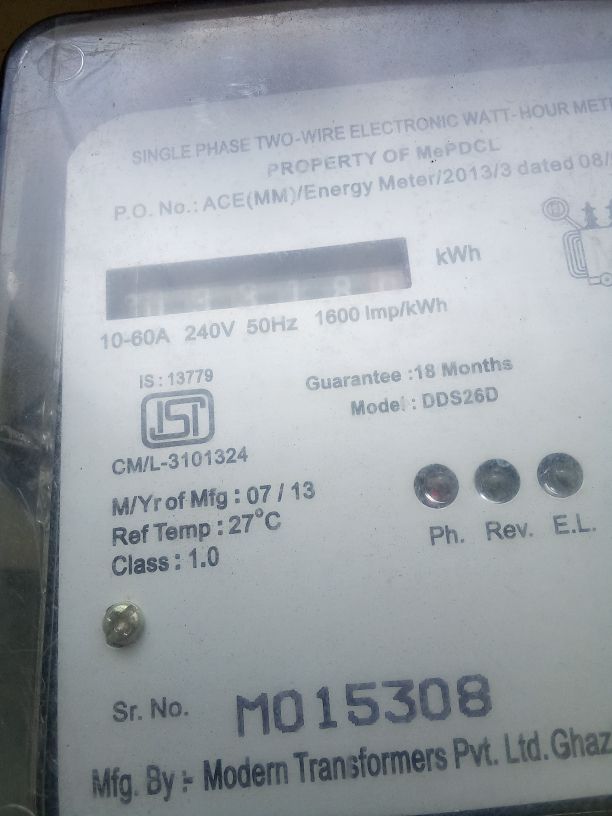 SINGLE PHASE TWO-WIRE ELECTRONIC WATT-HOUR
PROPERTY OF MePDCL
P.O. No.: ACE(MM)/Energy Meter/2013/3 dated 08/
kWh
10-60A 240V 50Hz 1600 Imp/kWh
IS : 13779
Guarantee :18 Months
Model : DDS26D
ISI
CM/L-3101324
M/Yr of Mfg : 07 / 13
Ref Temp : 27°C
Class : 1.0
Ph. Rev. E.L.
Sr. No. M015308
Mfg. By :- Modern Transformers Pvt. Ltd. Ghaz